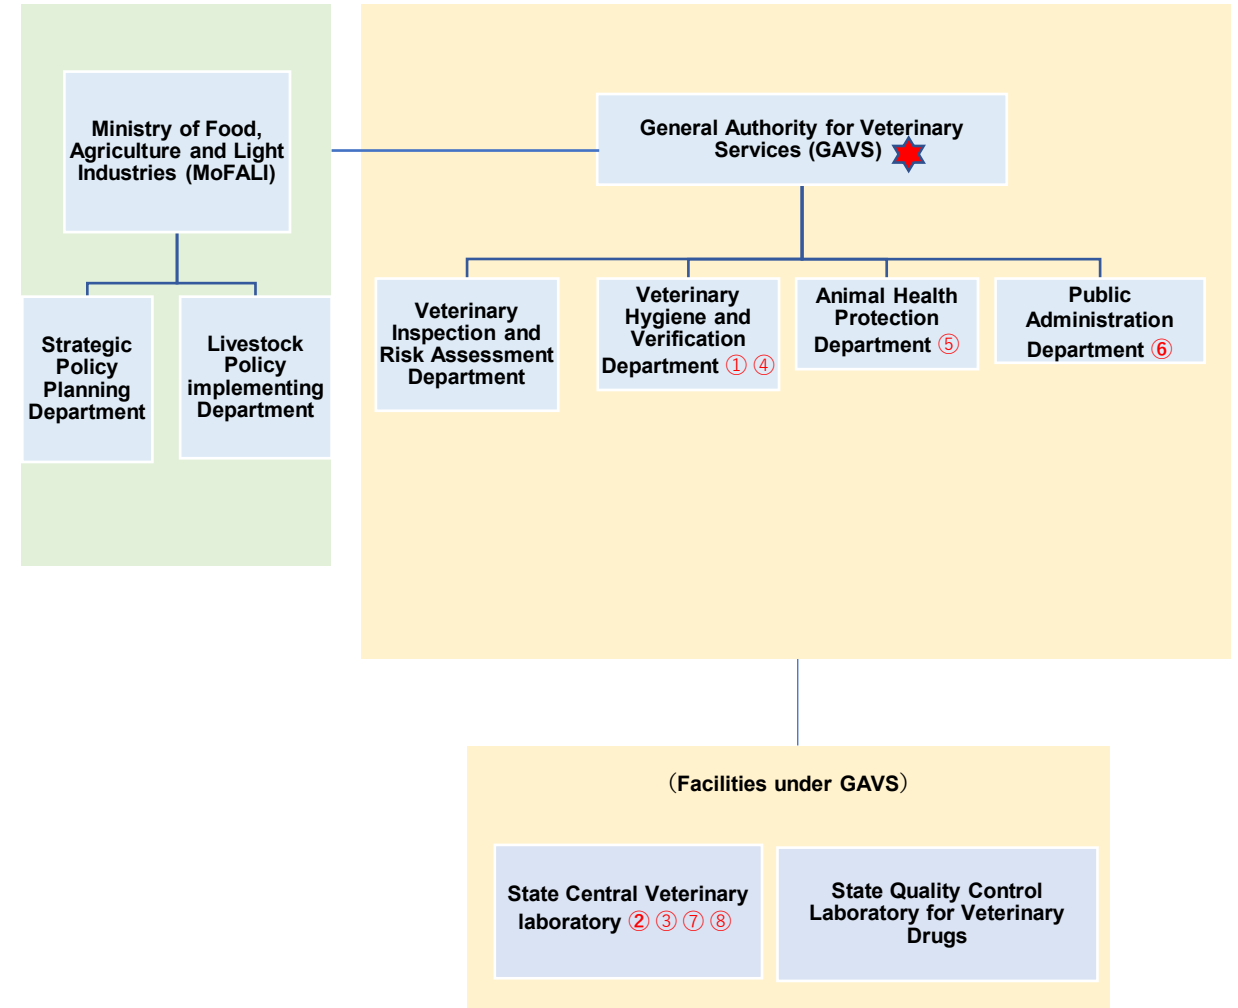 Ministry of Food,
Agriculture and Light
Industries (MoFALI)
General Authority for Veterinary
Services (GAVS)
Strategic
Policy
Planning
Department
Livestock
Policy
implementing
Department
Veterinary
Inspection and
Risk Assessment
Department
Veterinary
Hygiene and
Verification
Department ① ④
Animal Health
Protection
Department ⑤
Public
Administration
Department ⑥
（Facilities under GAVS）
State Central Veterinary
laboratory ② ③ ⑦ ⑧
State Quality Control
Laboratory for Veterinary
Drugs